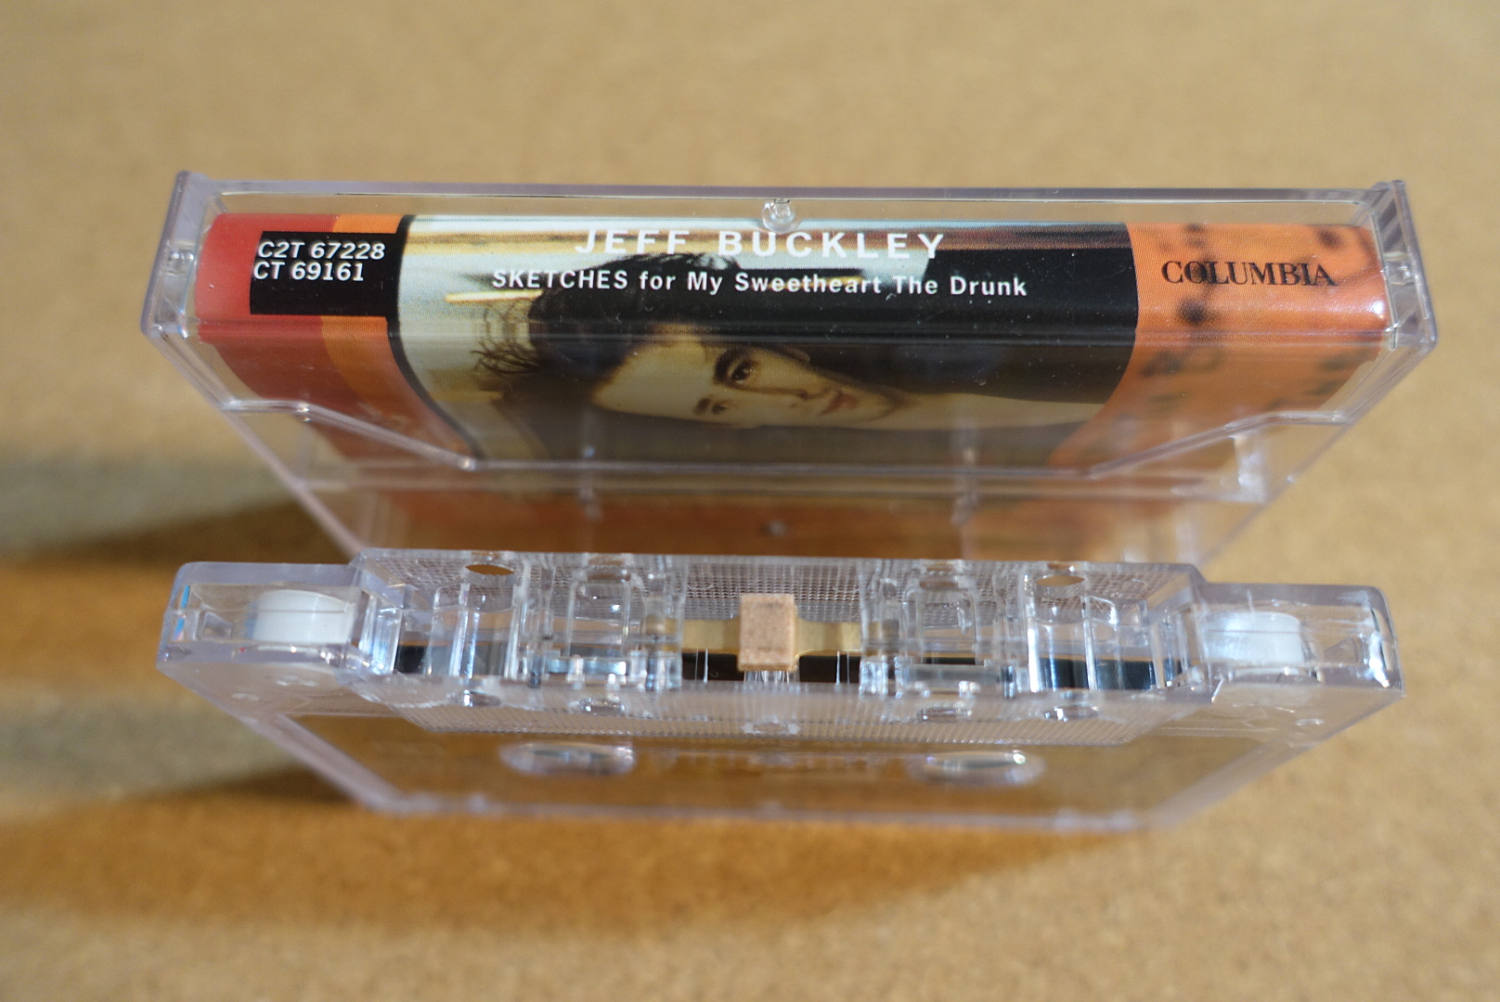 C2T 67228
CT 69161
JEFF BUCKLEY
SKETCHES for My Sweetheart The Drunk
COLUMBIA